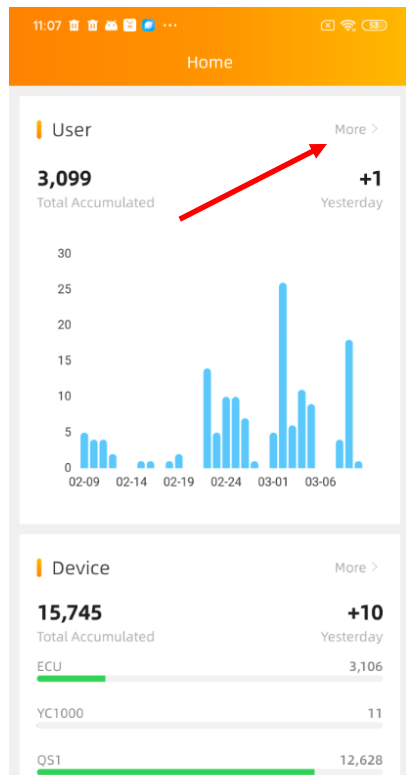 11:07 ··· 53
Home
User More >
3,099 +1
Total Accumulated Yesterday
30
25
20
15
10
5
0
02-09 02-14 02-19 02-24 03-01 03-06
Device More >
15,745 +10
Total Accumulated Yesterday
ECU 3,106
YC1000 11
QS1 12,628